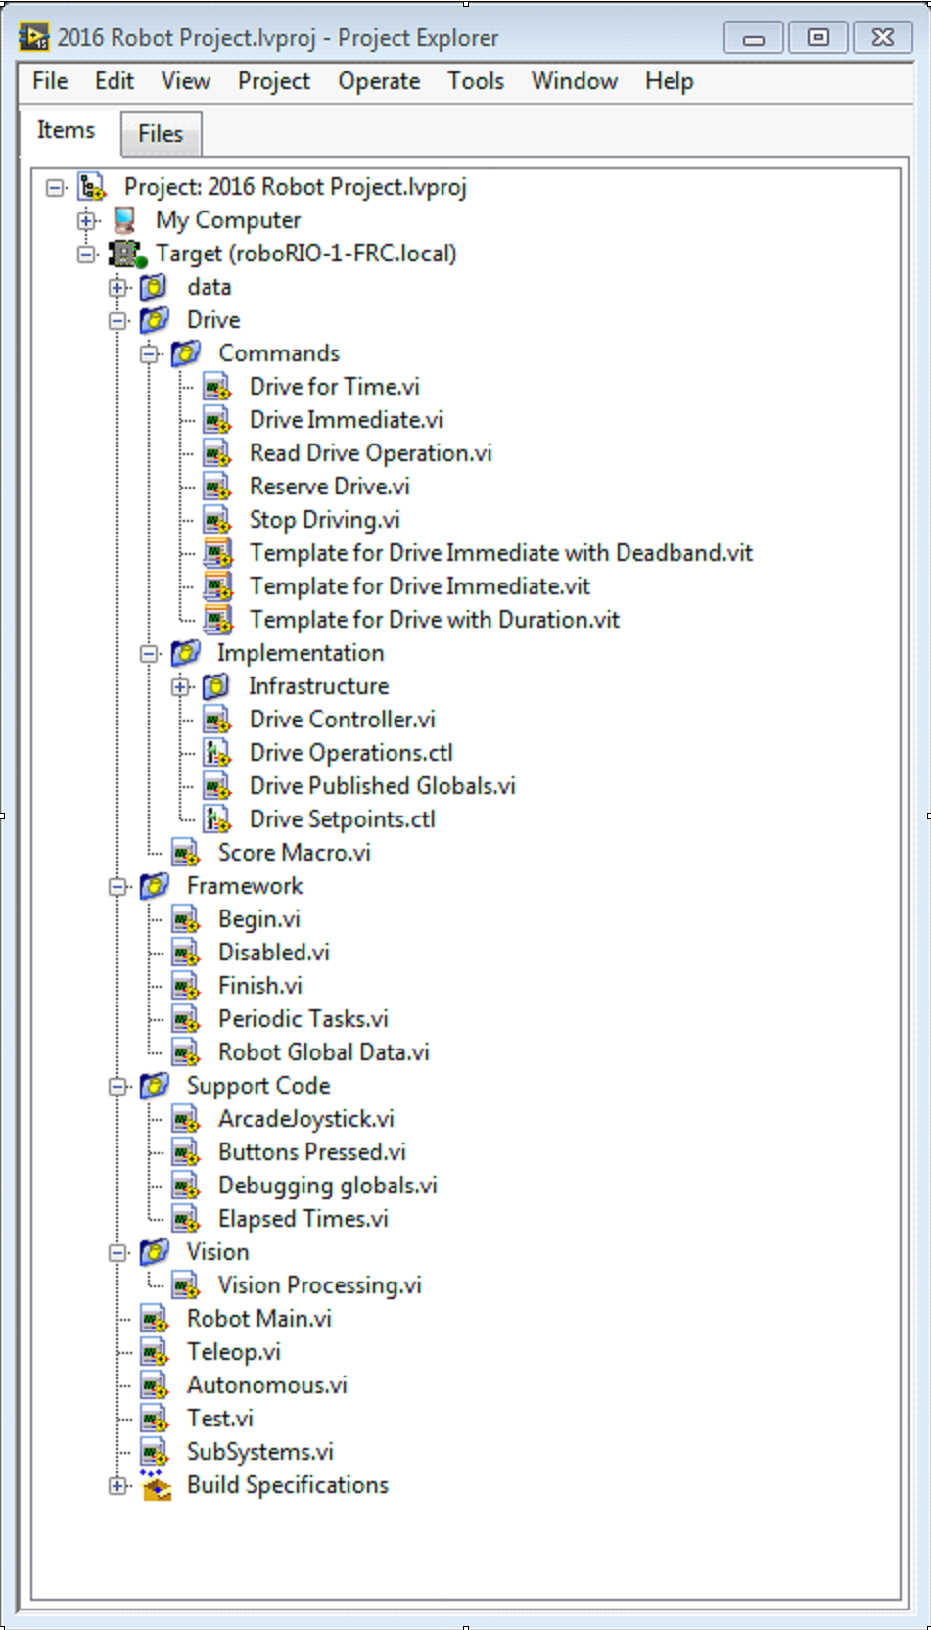 2016 Robot Project.lvproj - Project Explorer
File Edit View Project Operate Tools Window Help
Items Files
Project: 2016 Robot Project.lvproj
My Computer
Target (roboRIO-1-FRC.local)
data
Drive
Commands
Drive for Time.vi
Drive Immediate.vi
Read Drive Operation.vi
Reserve Drive.vi
Stop Driving.vi
Template for Drive Immediate with Deadband.vit
Template for Drive Immediate.vit
Template for Drive with Duration.vit
Implementation
Infrastructure
Drive Controller.vi
Drive Operations.ctl
Drive Published Globals.vi
Drive Setpoints.ctl
Score Macro.vi
Framework
Begin.vi
Disabled.vi
Finish.vi
Periodic Tasks.vi
Robot Global Data.vi
Support Code
ArcadeJoystick.vi
Buttons Pressed.vi
Debugging globals.vi
Elapsed Times.vi
Vision
Vision Processing.vi
Robot Main.vi
Teleop.vi
Autonomous.vi
Test.vi
SubSystems.vi
Build Specifications